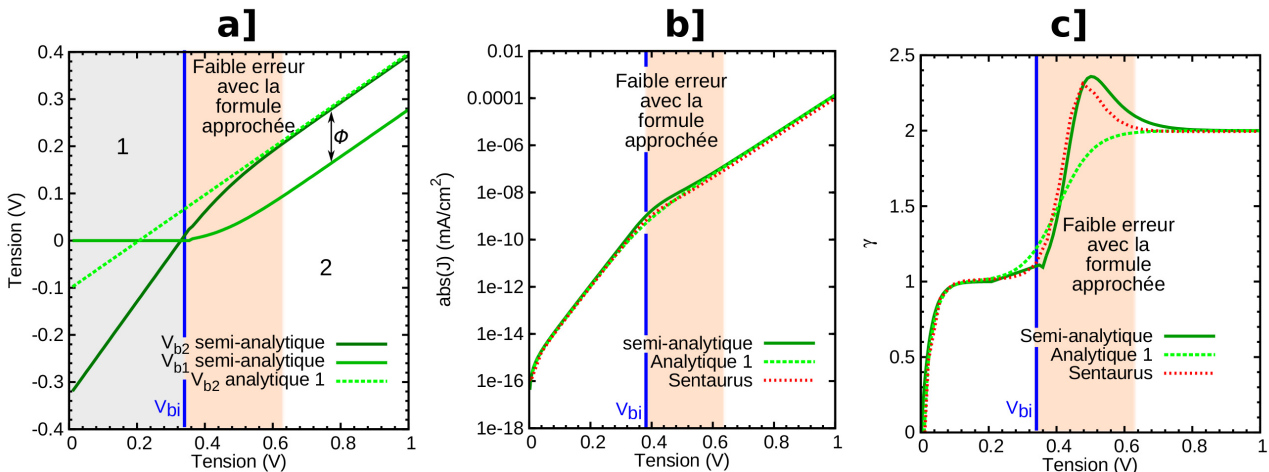 a]
0.4
0.3
0.2
0.1
0
-0.1
-0.2
-0.3
-0.4
Tension (V)
1
Faible erreur
avec la
formule
approchée
Φ
2
V_b2 semi-analytique
V_b1 semi-analytique
V_b2 analytique 1
V_bi
0 0.2 0.4 0.6 0.8 1
Tension (V)
b]
0.01
0.0001
1e-06
1e-08
1e-10
1e-12
1e-14
1e-16
1e-18
abs(J) (mA/cm²)
Faible erreur
avec la
formule
approchée
semi-analytique
Analytique 1
Sentaurus
V_bi
0 0.2 0.4 0.6 0.8 1
Tension (V)
c]
2.5
2
1.5
1
0.5
0
γ
Faible erreur
avec la
formule
approchée
Semi-analytique
Analytique 1
Sentaurus
V_bi
0 0.2 0.4 0.6 0.8 1
Tension (V)